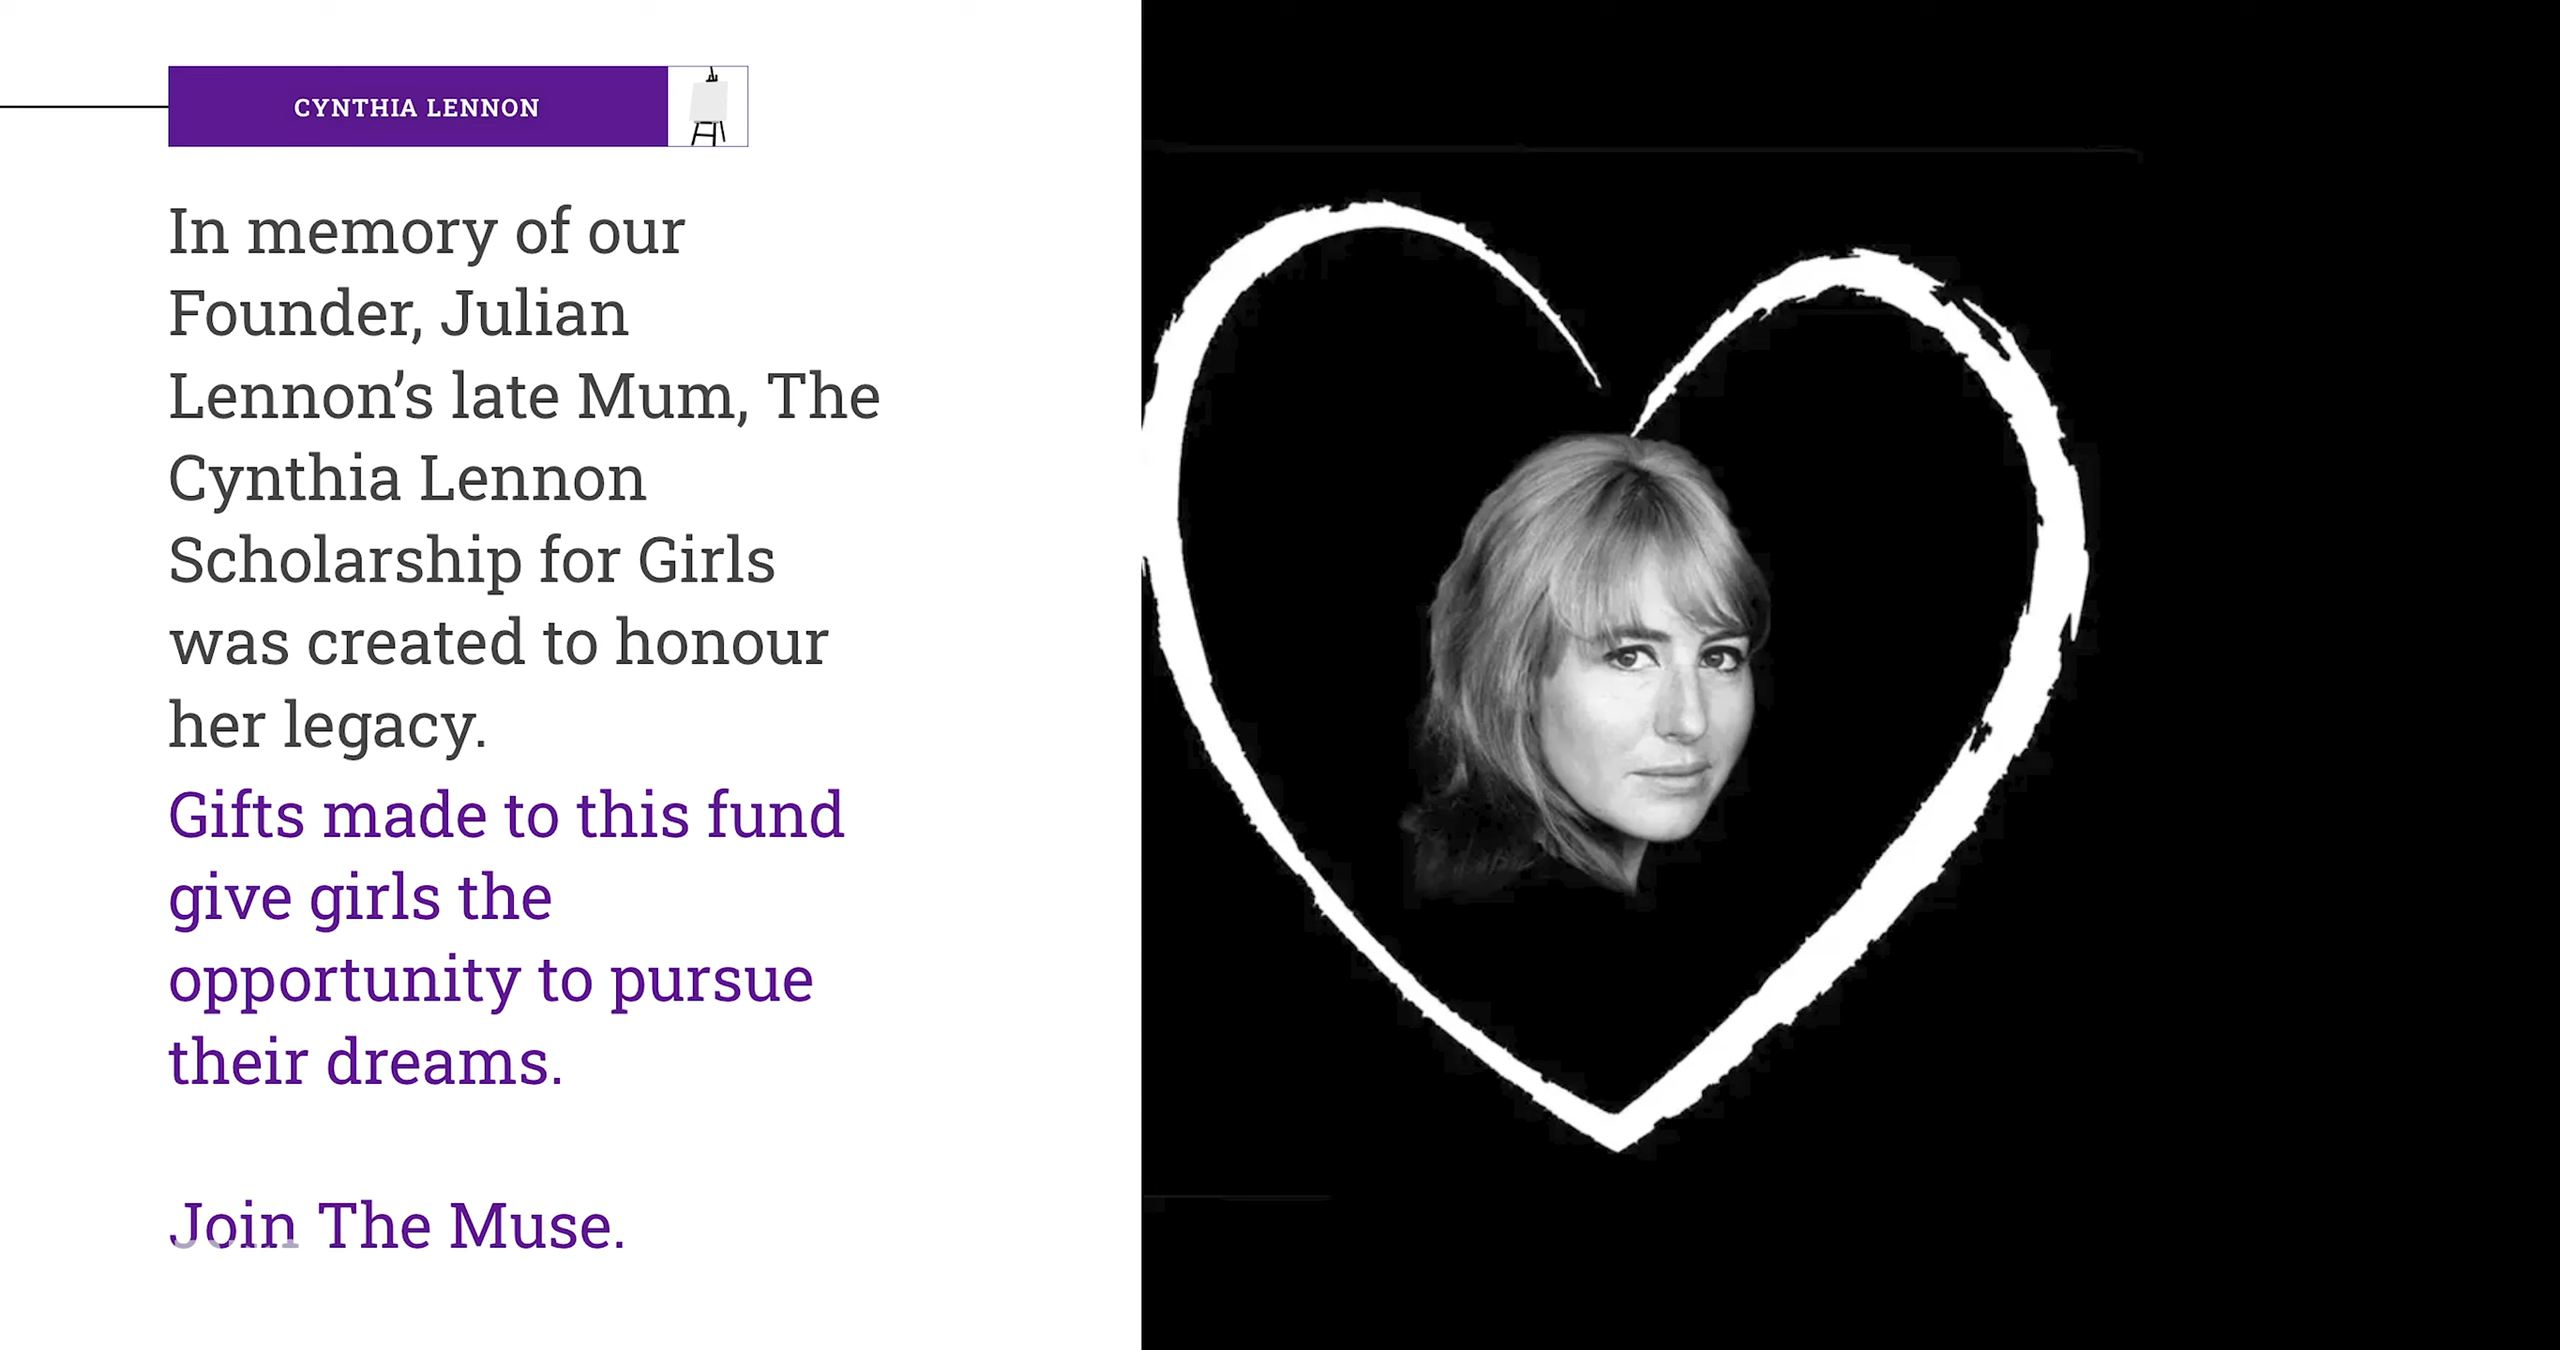 CYNTHIA LENNON
In memory of our
Founder, Julian
Lennon’s late Mum, The
Cynthia Lennon
Scholarship for Girls
was created to honour
her legacy.
Gifts made to this fund
give girls the
opportunity to pursue
their dreams.
Join The Muse.